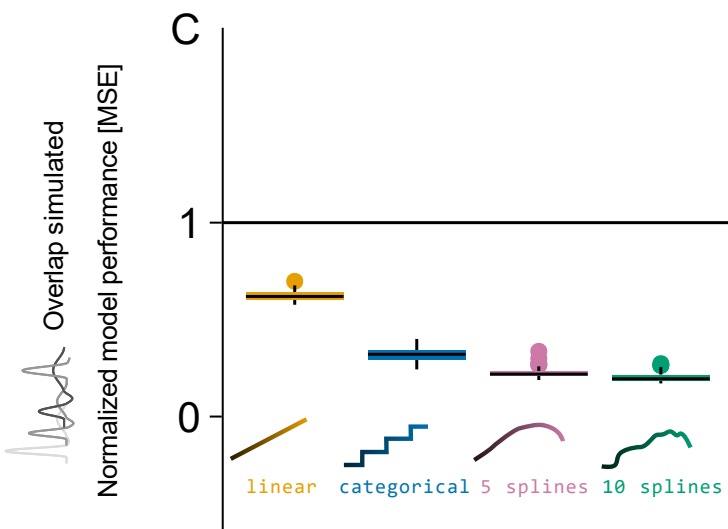 C
Overlap simulated
Normalized model performance [MSE]
1
0
linear
categorical
5 splines
10 splines